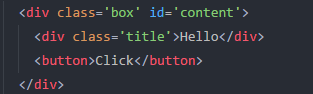 <div class='box' id='content'>
  <div class='title'>Hello</div>
  <button>Click</button>
</div>